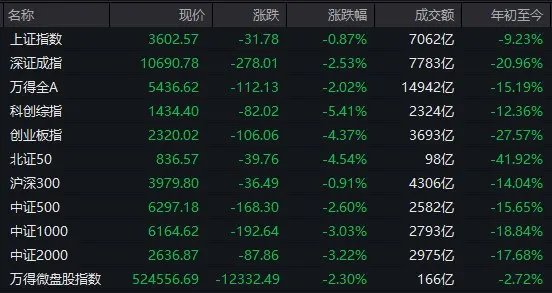 名称 现价 涨跌 涨跌幅 成交额 年初至今
上证指数 3602.57 -31.78 -0.87% 7062亿 -9.23%
深证成指 10690.78 -278.01 -2.53% 7783亿 -20.96%
万得全A 5436.62 -112.13 -2.02% 14942亿 -15.19%
科创综指 1434.40 -82.02 -5.41% 2324亿 -12.36%
创业板指 2320.02 -106.06 -4.37% 3693亿 -27.57%
北证50 836.57 -39.76 -4.54% 98亿 -41.92%
沪深300 3979.80 -36.49 -0.91% 4306亿 -14.04%
中证500 6297.18 -168.30 -2.60% 2582亿 -15.65%
中证1000 6164.62 -192.64 -3.03% 2793亿 -18.84%
中证2000 2636.87 -87.86 -3.22% 2975亿 -17.68%
万得微盘股指数 524556.69 -12332.49 -2.30% 166亿 -2.72%